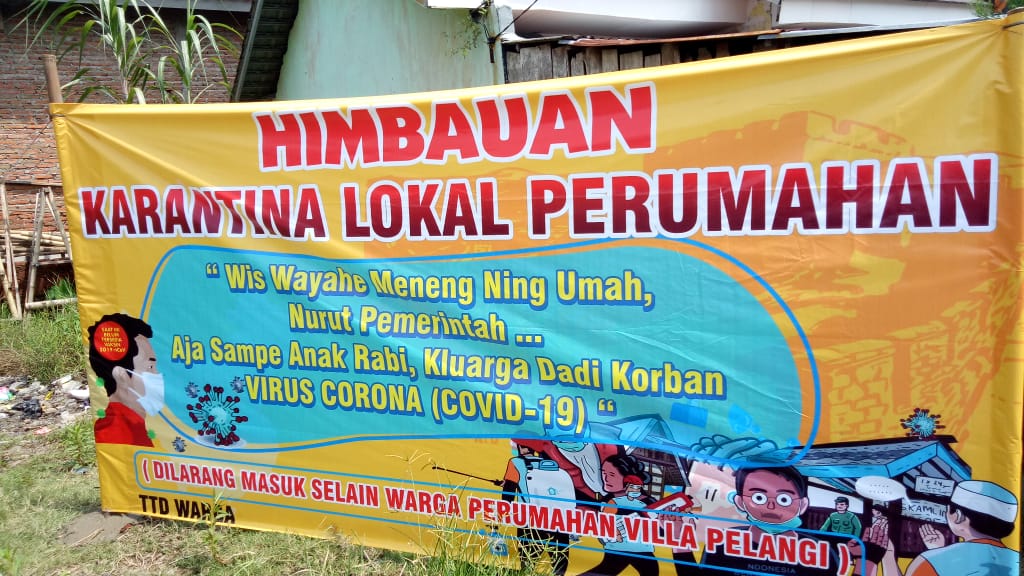 HIMBAUAN
KARANTINA LOKAL PERUMAHAN
“ Wis Wayahe Meneng Ning Umah,
Nurut Pemerintah ...
Aja Sampe Anak Rabi, Kluarga Dadi Korban
VIRUS CORONA (COVID-19) “
( DILARANG MASUK SELAIN WARGA PERUMAHAN VILLA PELANGI )
TTD WARGA